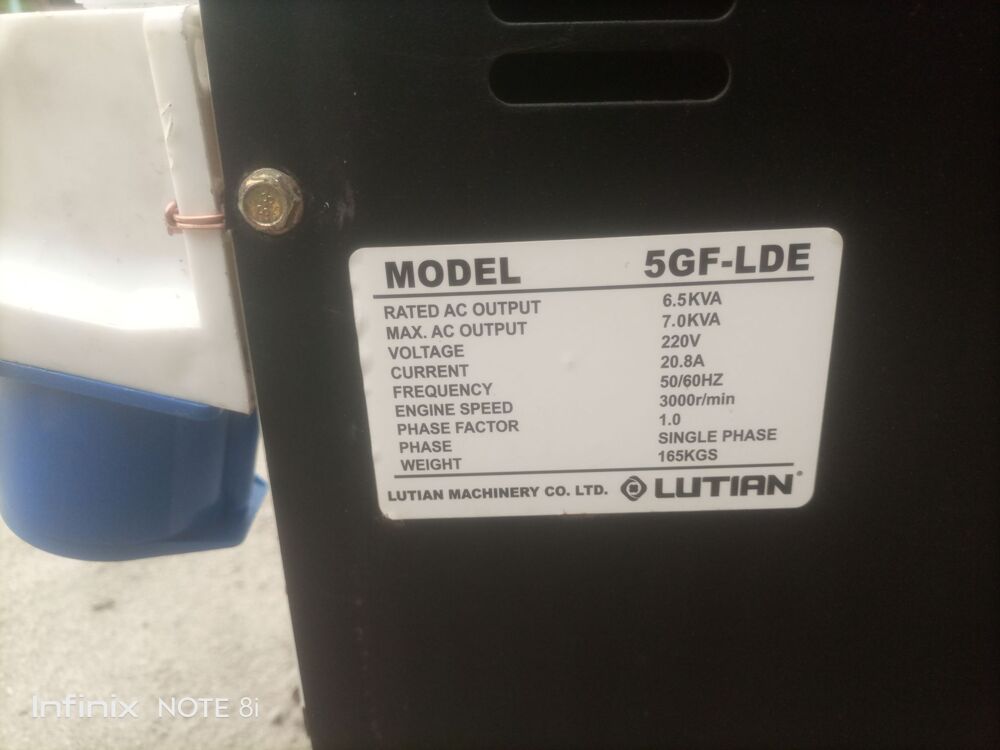 MODEL 5GF-LDE
RATED AC OUTPUT 6.5KVA
MAX. AC OUTPUT 7.0KVA
VOLTAGE 220V
CURRENT 20.8A
FREQUENCY 50/60HZ
ENGINE SPEED 3000r/min
PHASE FACTOR 1.0
PHASE SINGLE PHASE
WEIGHT 165KGS
LUTIAN MACHINERY CO. LTD. LUTIAN
Infinix NOTE 8i